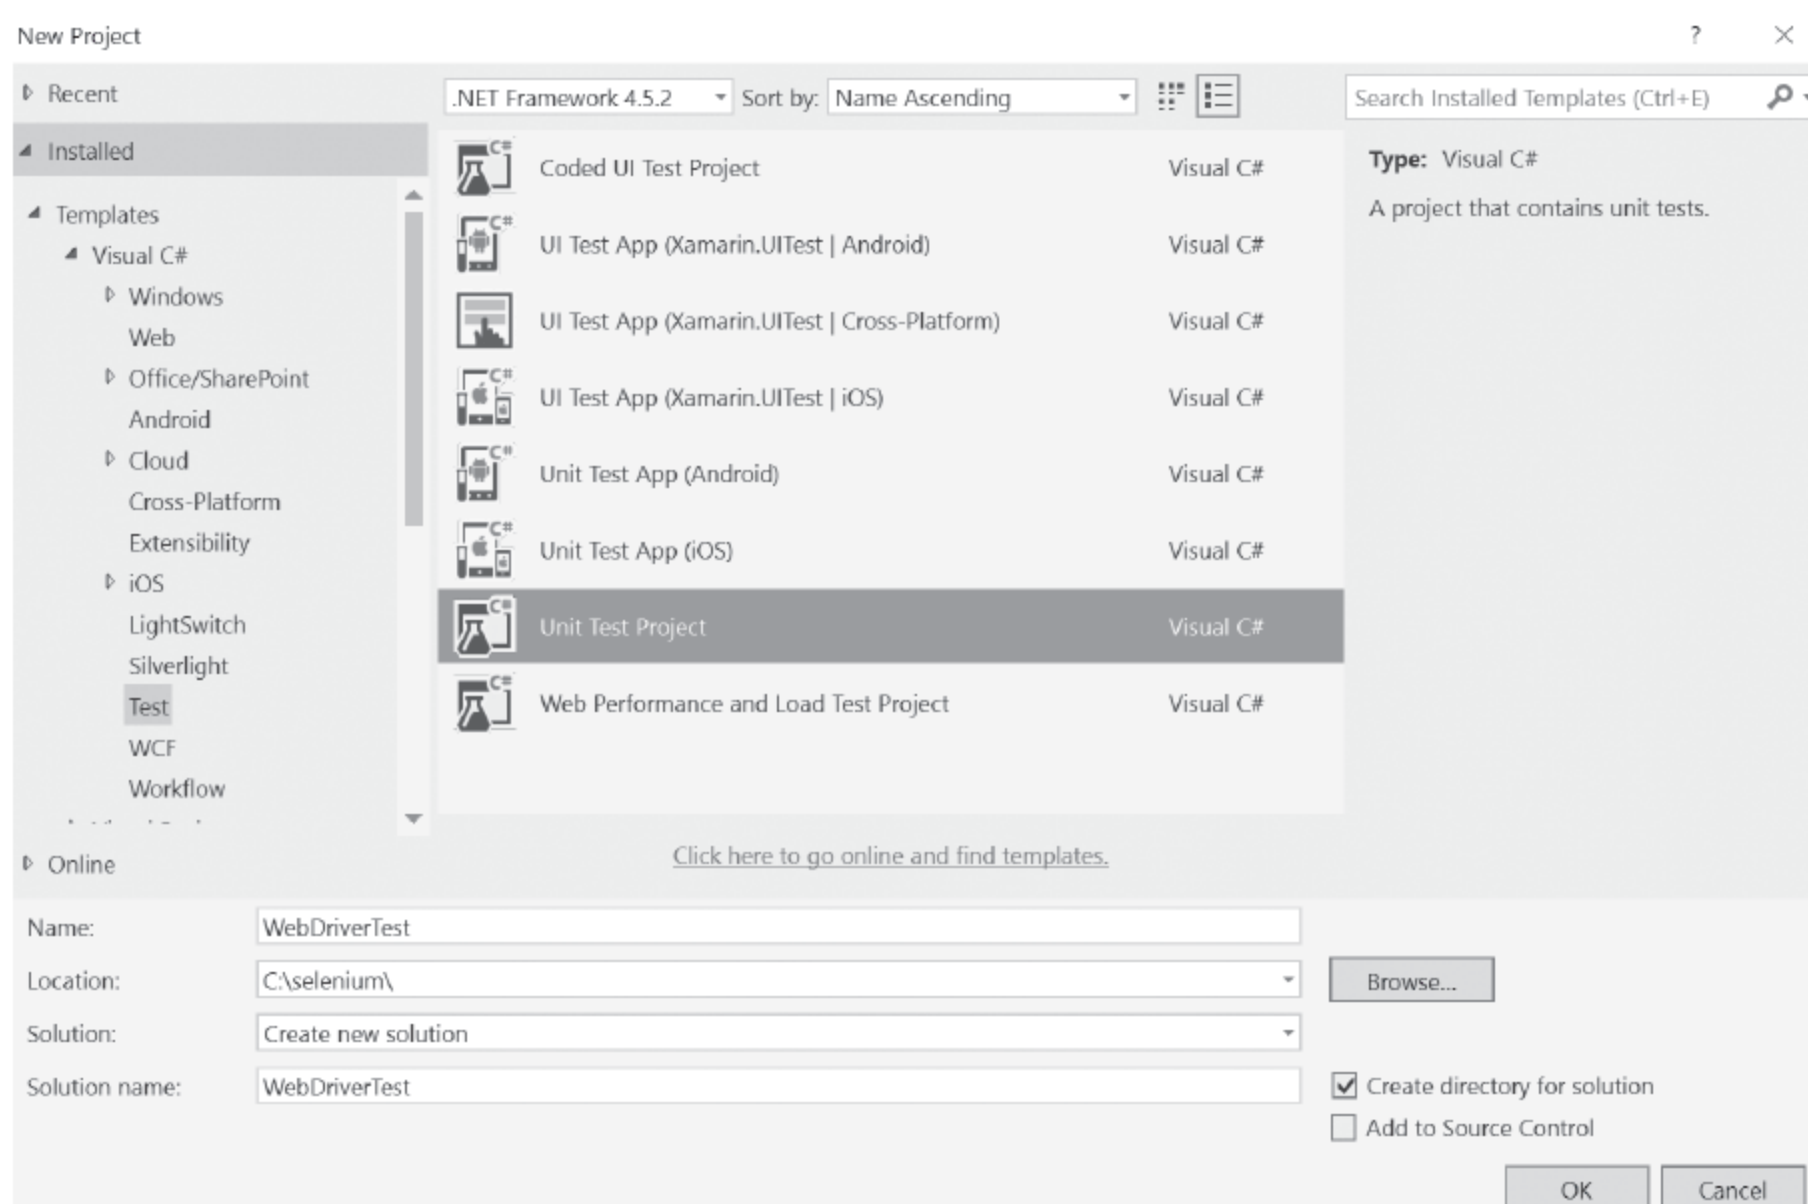 New Project
?
Recent
.NET Framework 4.5.2
Sort by:
Name Ascending
Search Installed Templates (Ctrl+E)
Installed
Templates
Visual C#
Windows
Web
Office/SharePoint
Android
Cloud
Cross-Platform
Extensibility
iOS
LightSwitch
Silverlight
Test
WCF
Workflow
Online
Coded UI Test Project Visual C#
UI Test App (Xamarin.UITest | Android) Visual C#
UI Test App (Xamarin.UITest | Cross-Platform) Visual C#
UI Test App (Xamarin.UITest | iOS) Visual C#
Unit Test App (Android) Visual C#
Unit Test App (iOS) Visual C#
Unit Test Project Visual C#
Web Performance and Load Test Project Visual C#
Click here to go online and find templates.
Type: Visual C#
A project that contains unit tests.
Name: WebDriverTest
Location: C:\selenium\
Browse...
Solution: Create new solution
Solution name: WebDriverTest
Create directory for solution
Add to Source Control
OK
Cancel